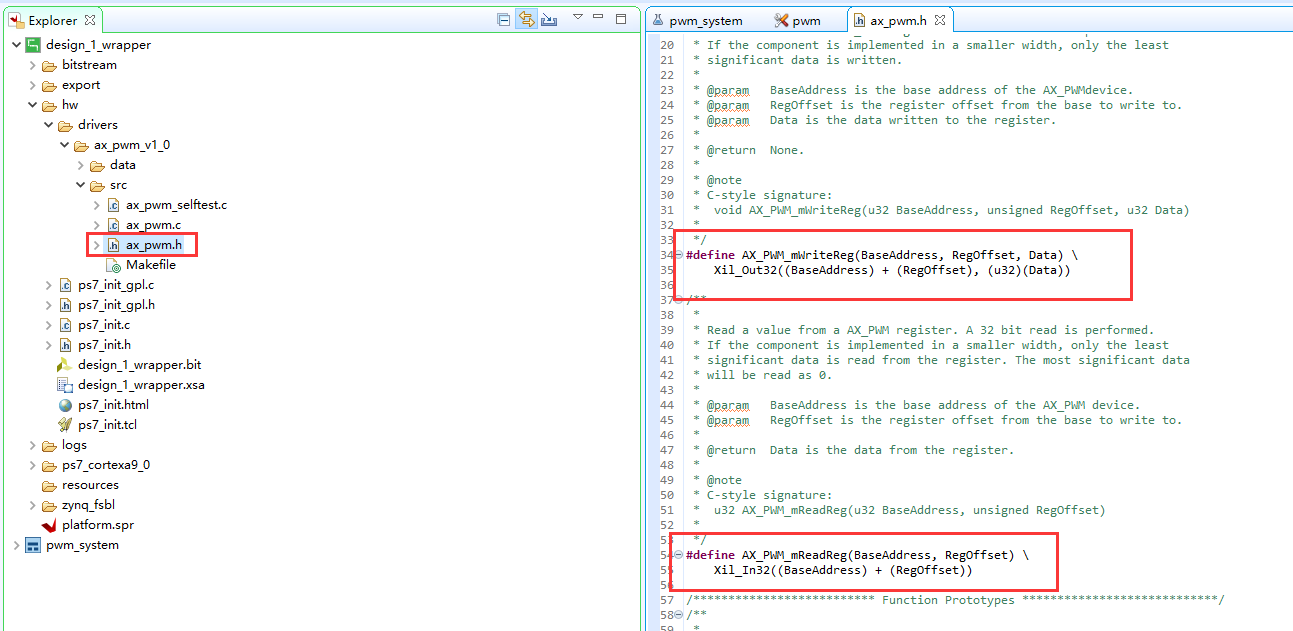 Explorer
design_1_wrapper
bitstream
export
hw
drivers
ax_pwm_v1_0
data
src
ax_pwm_selftest.c
ax_pwm.c
ax_pwm.h
Makefile
ps7_init_gpl.c
ps7_init_gpl.h
ps7_init.c
ps7_init.h
design_1_wrapper.bit
design_1_wrapper.xsa
ps7_init.html
ps7_init.tcl
logs
ps7_cortexa9_0
resources
zynq_fsbl
platform.spr
pwm_system
pwm_system pwm ax_pwm.h
20 * If the component is implemented in a smaller width, only the least
21 * significant data is written.
22 *
23 * @param   BaseAddress is the base address of the AX_PWMdevice.
24 * @param   RegOffset is the register offset from the base to write to.
25 * @param   Data is the data written to the register.
26 *
27 * @return  None.
28 *
29 * @note
30 * C-style signature:
31 *  void AX_PWM_mWriteReg(u32 BaseAddress, unsigned RegOffset, u32 Data)
32 *
33 */
34 #define AX_PWM_mWriteReg(BaseAddress, RegOffset, Data) \
35     Xil_Out32((BaseAddress) + (RegOffset), (u32)(Data))
36
37 /**
38 *
39 * Read a value from a AX_PWM register. A 32 bit read is performed.
40 * If the component is implemented in a smaller width, only the least
41 * significant data is read from the register. The most significant data
42 * will be read as 0.
43 *
44 * @param   BaseAddress is the base address of the AX_PWM device.
45 * @param   RegOffset is the register offset from the base to write to.
46 *
47 * @return  Data is the data from the register.
48 *
49 * @note
50 * C-style signature:
51 *  u32 AX_PWM_mReadReg(u32 BaseAddress, unsigned RegOffset)
52 *
53 */
54 #define AX_PWM_mReadReg(BaseAddress, RegOffset) \
55     Xil_In32((BaseAddress) + (RegOffset))
56
57 /************************** Function Prototypes ****************************/
58 /**
59 *